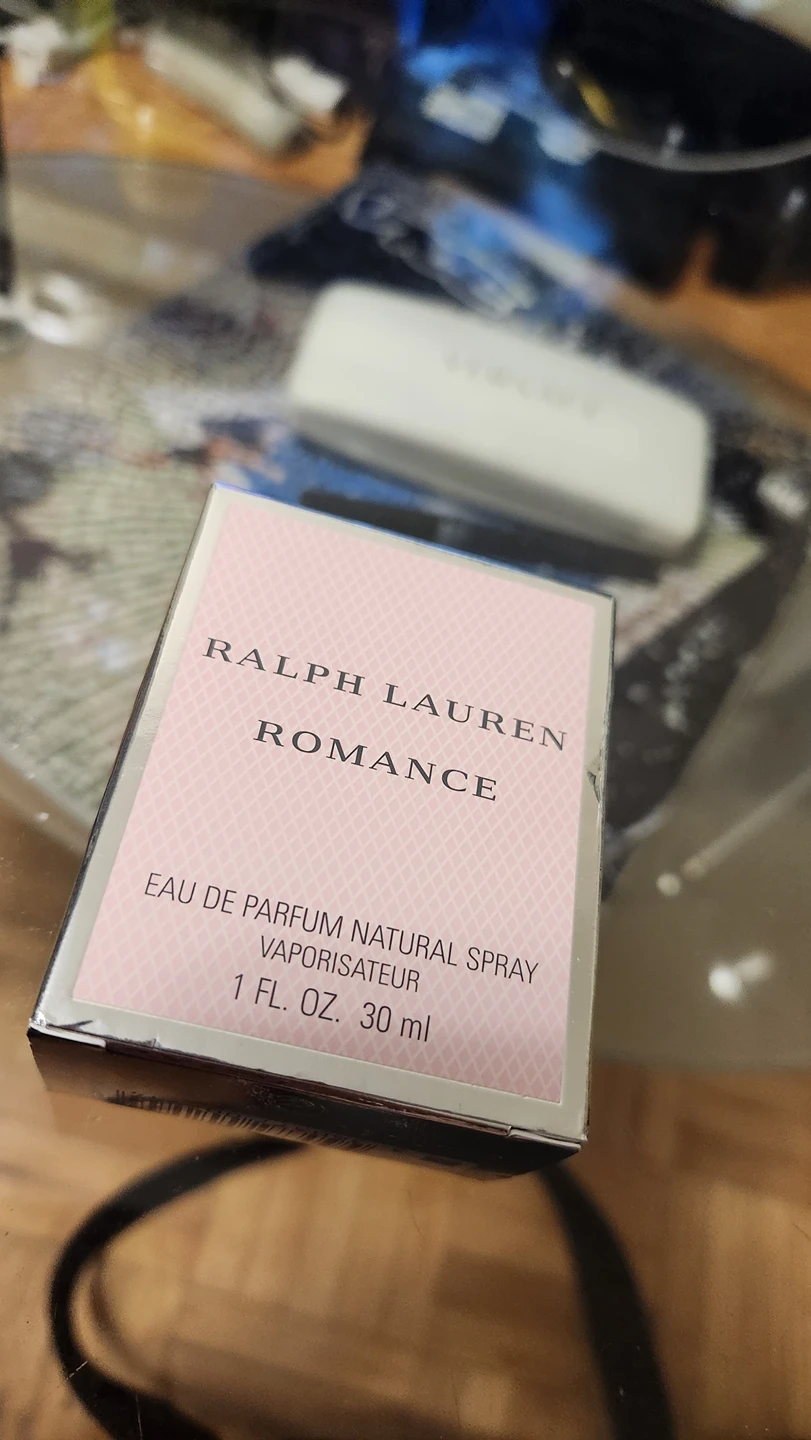 RALPH LAUREN
ROMANCE
EAU DE PARFUM NATURAL SPRAY
VAPORISATEUR
1 FL. OZ. 30 ml